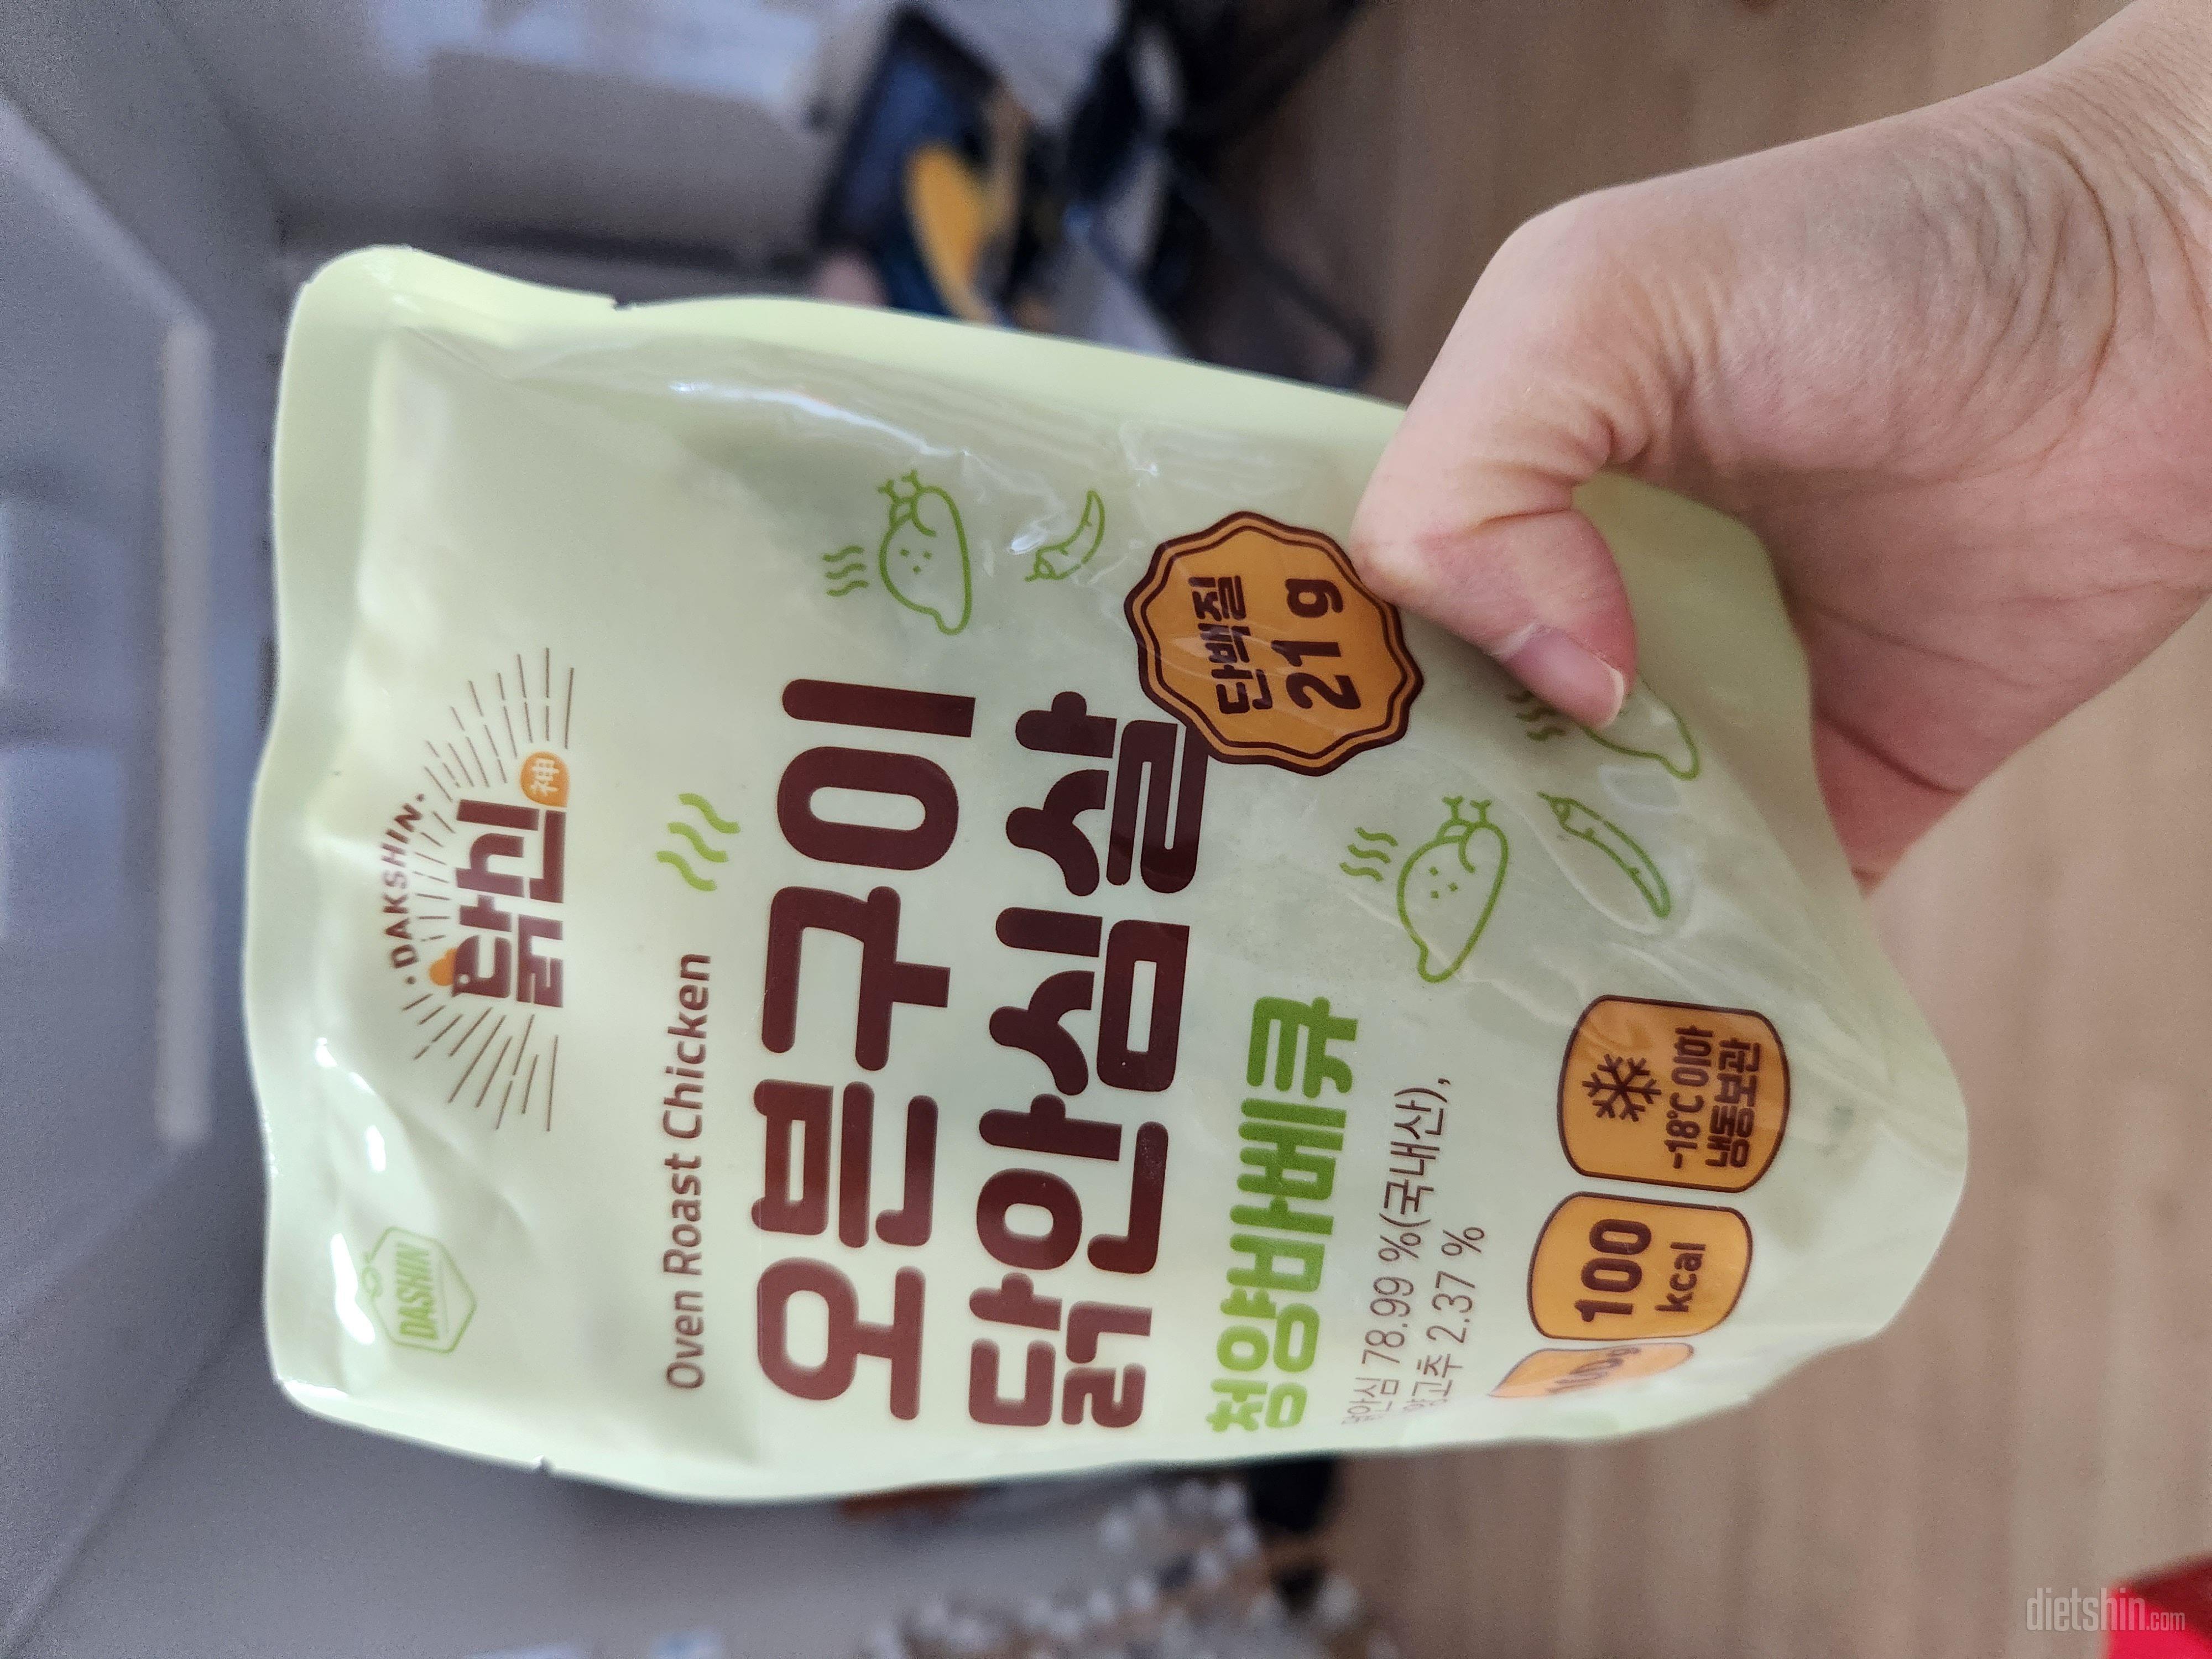 DASHIN
·DAKSHIN·
닭신
神
Oven Roast Chicken
오븐구이
닭안심살
청양바베큐
단백질
21 g
닭안심 78.99 %(국내산),
청양고추 2.37 %
100g
100
kcal
-18℃ 이하
냉동보관
dietshin.com